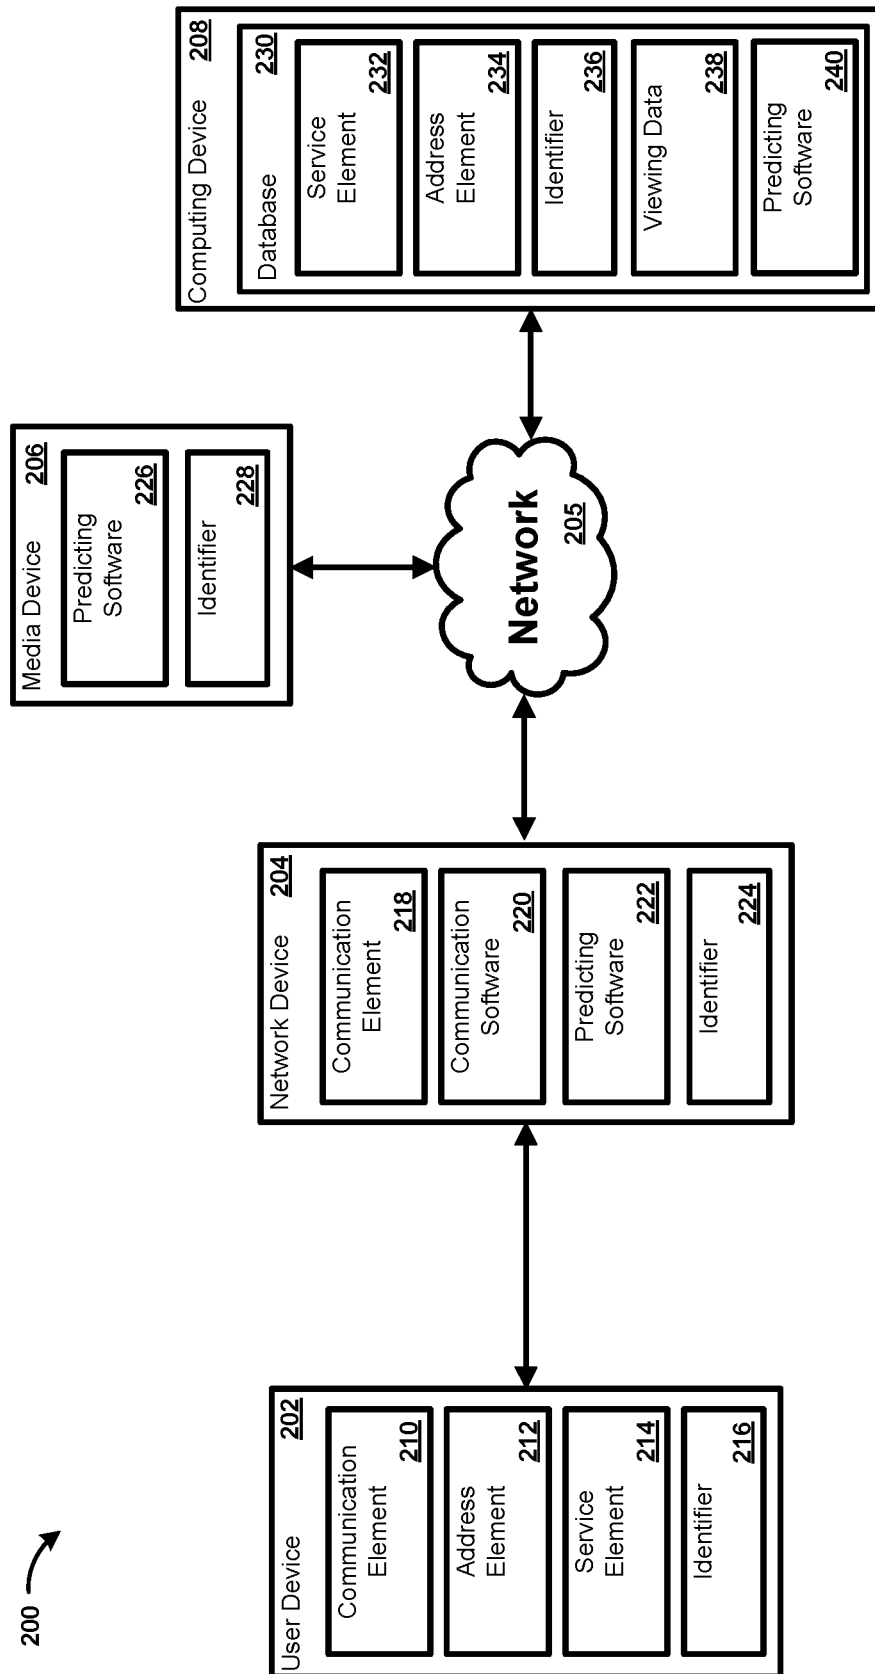 200
User Device
202
Communication
Element
210
Address
Element
212
Service
Element
214
Identifier
216
Network Device
204
Communication
Element
218
Communication
Software
220
Predicting
Software
222
Identifier
224
Network
205
Media Device
206
Predicting
Software
226
Identifier
228
Computing Device
208
Database
230
Service
Element
232
Address
Element
234
Identifier
236
Viewing Data
238
Predicting
Software
240